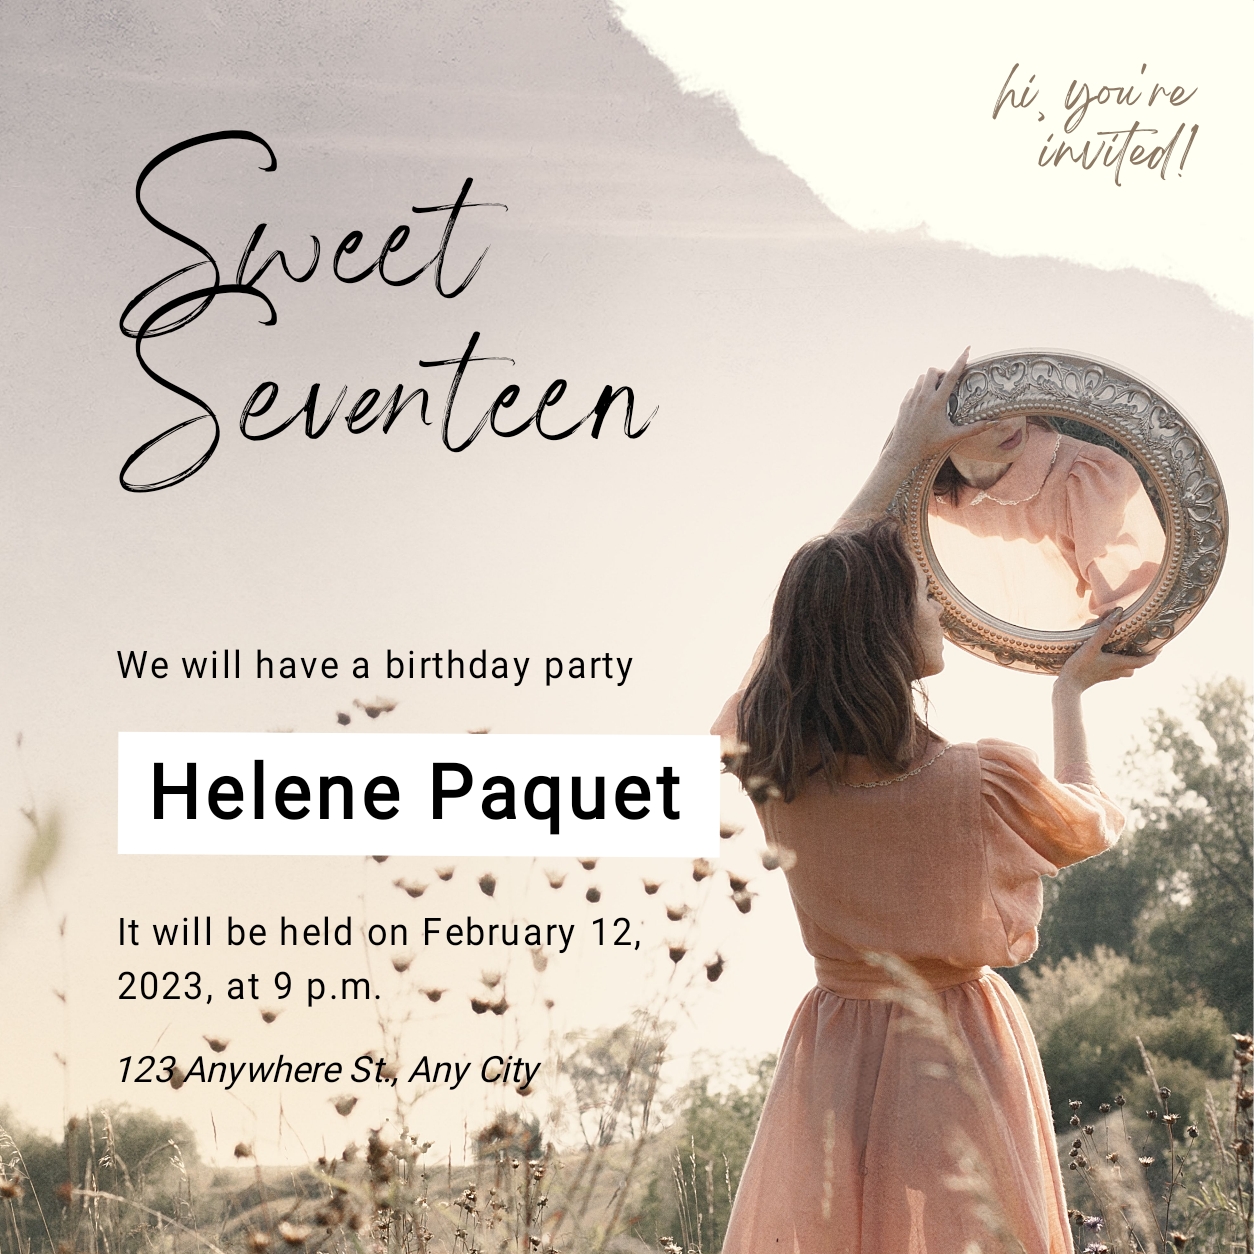 hi, you're
invited!
Sweet
Seventeen
We will have a birthday party
Helene Paquet
It will be held on February 12,
2023, at 9 p.m.
123 Anywhere St., Any City